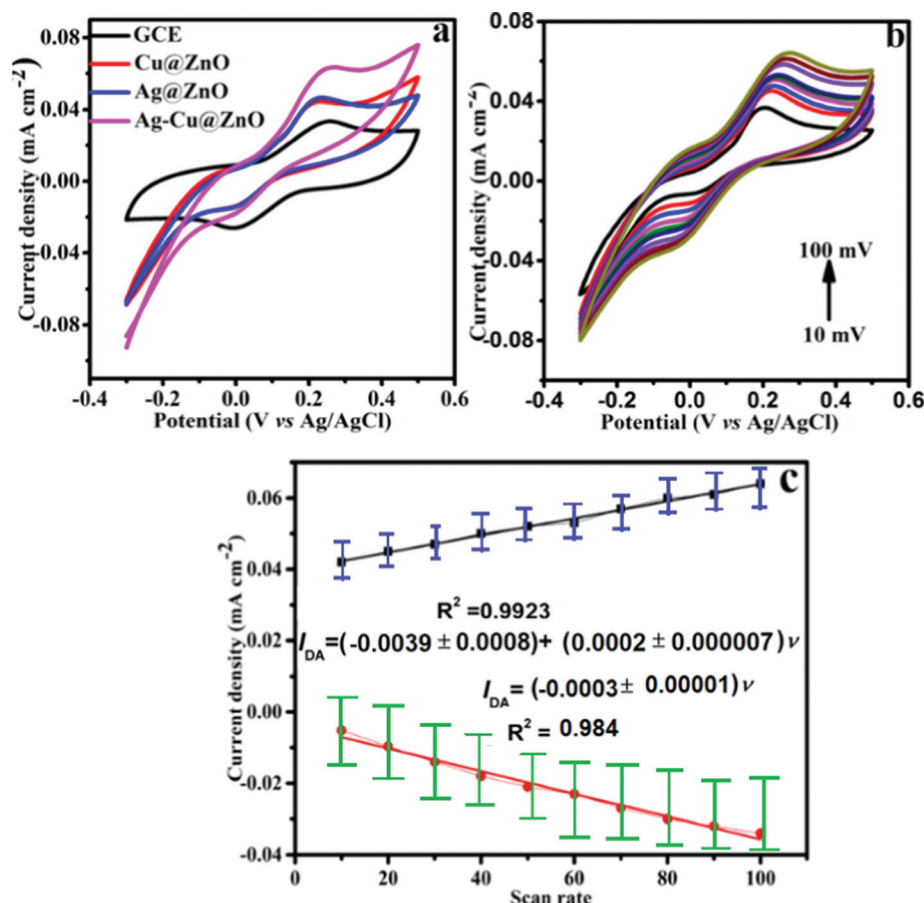 a
GCE
Cu@ZnO
Ag@ZnO
Ag-Cu@ZnO
0.08
0.04
0.00
-0.04
-0.08
Current density (mA cm⁻²)
-0.4 -0.2 0.0 0.2 0.4 0.6
Potential (V vs Ag/AgCl)
b
0.08
0.04
0.00
-0.04
-0.08
Current density (mA cm⁻²)
100 mV
10 mV
-0.4 -0.2 0.0 0.2 0.4 0.6
Potential (V vs Ag/AgCl)
c
0.06
0.04
0.02
0.00
-0.02
-0.04
Current density (mA cm⁻²)
R² =0.9923
I_DA=(-0.0039 ± 0.0008)+ (0.0002 ± 0.000007)ν
I_DA= (-0.0003± 0.00001)ν
R² = 0.984
0 20 40 60 80 100
Scan rate